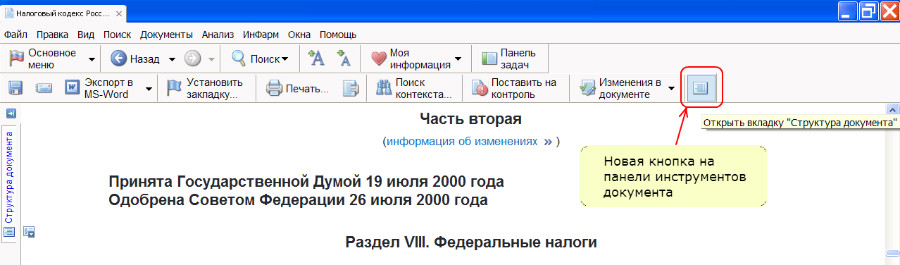 Налоговый кодекс Росс...
Файл Правка Вид Поиск Документы Анализ ИнФарм Окна Помощь
Основное
меню
Назад
Поиск
А А
Моя
информация
Панель
задач
Экспорт в
MS-Word
Установить
закладку...
Печать...
Поиск
контекста...
Поставить на
контроль
Изменения в
документе
Открыть вкладку "Структура документа"
Структура документа
Часть вторая
(информация об изменениях » )
Новая кнопка на
панели инструментов
документа
Принята Государственной Думой 19 июля 2000 года
Одобрена Советом Федерации 26 июля 2000 года
Раздел VIII. Федеральные налоги